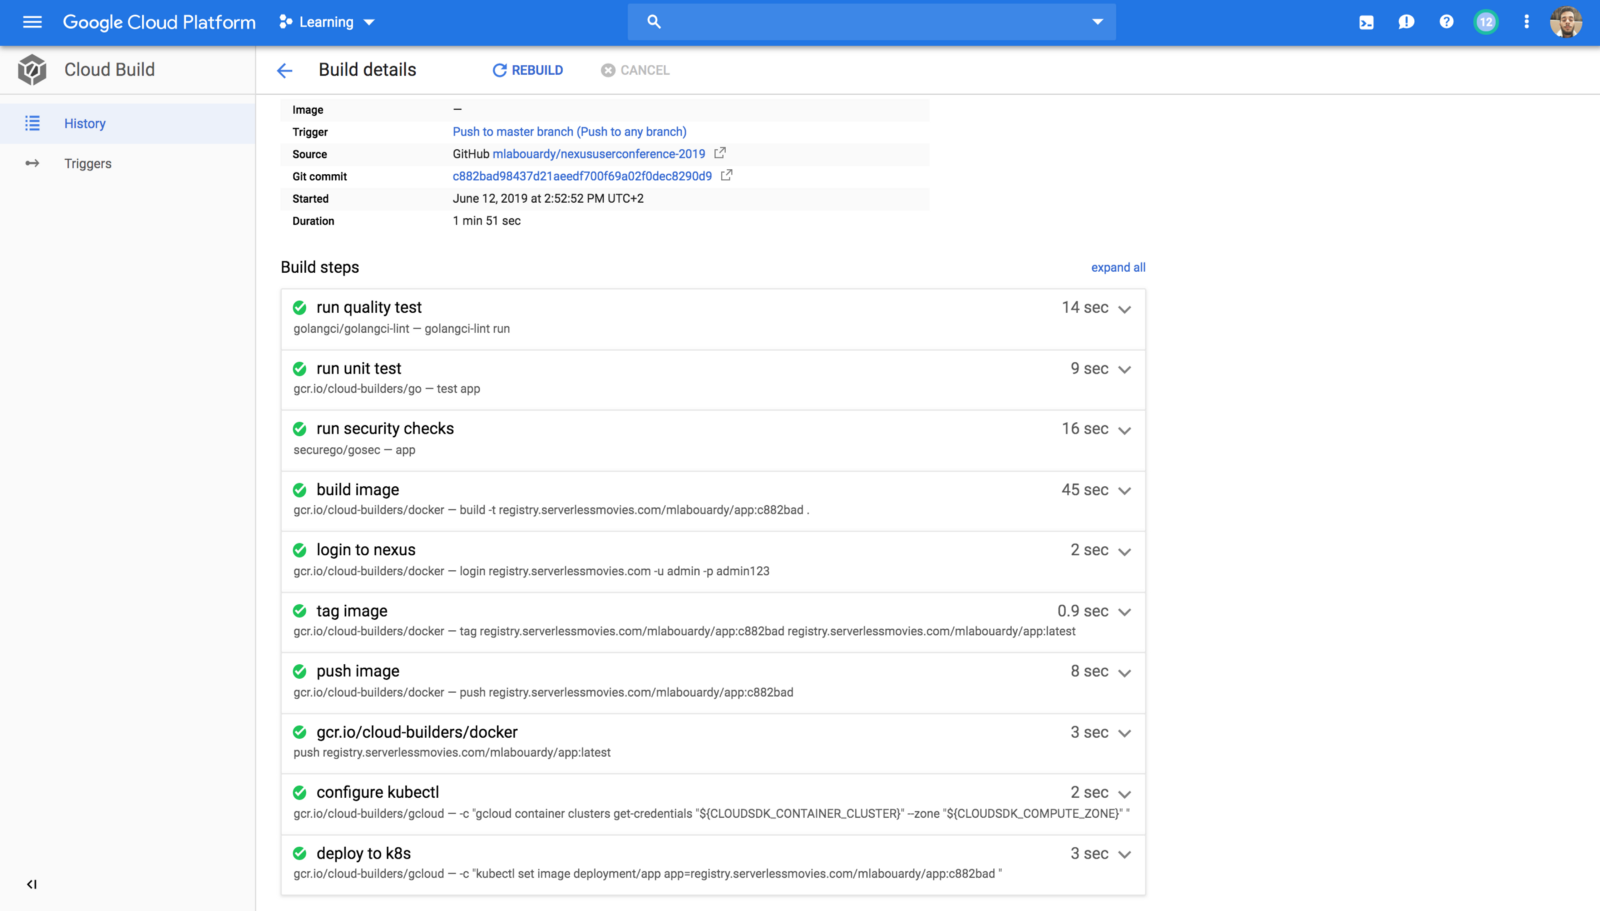 Google Cloud Platform
Learning
12
Cloud Build
Build details
REBUILD
CANCEL
History
Triggers
Image —
Trigger Push to master branch (Push to any branch)
Source GitHub mlabouardy/nexususerconference-2019
Git commit c882bad98437d21aeedf700f69a02f0dec8290d9
Started June 12, 2019 at 2:52:52 PM UTC+2
Duration 1 min 51 sec
Build steps expand all
run quality test 14 sec
golangci/golangci-lint — golangci-lint run
run unit test 9 sec
gcr.io/cloud-builders/go — test app
run security checks 16 sec
securego/gosec — app
build image 45 sec
gcr.io/cloud-builders/docker — build -t registry.serverlessmovies.com/mlabouardy/app:c882bad .
login to nexus 2 sec
gcr.io/cloud-builders/docker — login registry.serverlessmovies.com -u admin -p admin123
tag image 0.9 sec
gcr.io/cloud-builders/docker — tag registry.serverlessmovies.com/mlabouardy/app:c882bad registry.serverlessmovies.com/mlabouardy/app:latest
push image 8 sec
gcr.io/cloud-builders/docker — push registry.serverlessmovies.com/mlabouardy/app:c882bad
gcr.io/cloud-builders/docker 3 sec
push registry.serverlessmovies.com/mlabouardy/app:latest
configure kubectl 2 sec
gcr.io/cloud-builders/gcloud — -c "gcloud container clusters get-credentials "${CLOUDSDK_CONTAINER_CLUSTER}" --zone "${CLOUDSDK_COMPUTE_ZONE}" "
deploy to k8s 3 sec
gcr.io/cloud-builders/gcloud — -c "kubectl set image deployment/app app=registry.serverlessmovies.com/mlabouardy/app:c882bad "